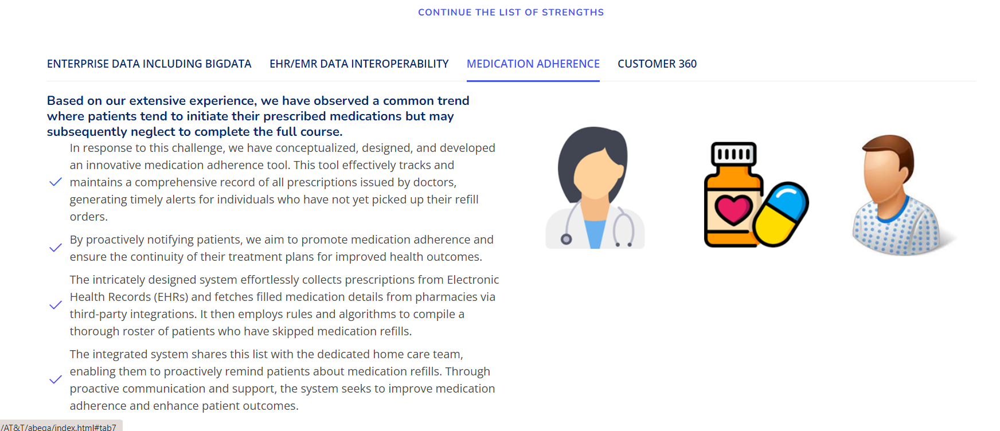 CONTINUE THE LIST OF STRENGTHS
ENTERPRISE DATA INCLUDING BIGDATA
EHR/EMR DATA INTEROPERABILITY
MEDICATION ADHERENCE
CUSTOMER 360
Based on our extensive experience, we have observed a common trend
where patients tend to initiate their prescribed medications but may
subsequently neglect to complete the full course.
In response to this challenge, we have conceptualized, designed, and developed
an innovative medication adherence tool. This tool effectively tracks and
maintains a comprehensive record of all prescriptions issued by doctors,
generating timely alerts for individuals who have not yet picked up their refill
orders.
By proactively notifying patients, we aim to promote medication adherence and
ensure the continuity of their treatment plans for improved health outcomes.
The intricately designed system effortlessly collects prescriptions from Electronic
Health Records (EHRs) and fetches filled medication details from pharmacies via
third-party integrations. It then employs rules and algorithms to compile a
thorough roster of patients who have skipped medication refills.
The integrated system shares this list with the dedicated home care team,
enabling them to proactively remind patients about medication refills. Through
proactive communication and support, the system seeks to improve medication
adherence and enhance patient outcomes.
/AT&T/abega/index.html#tab7